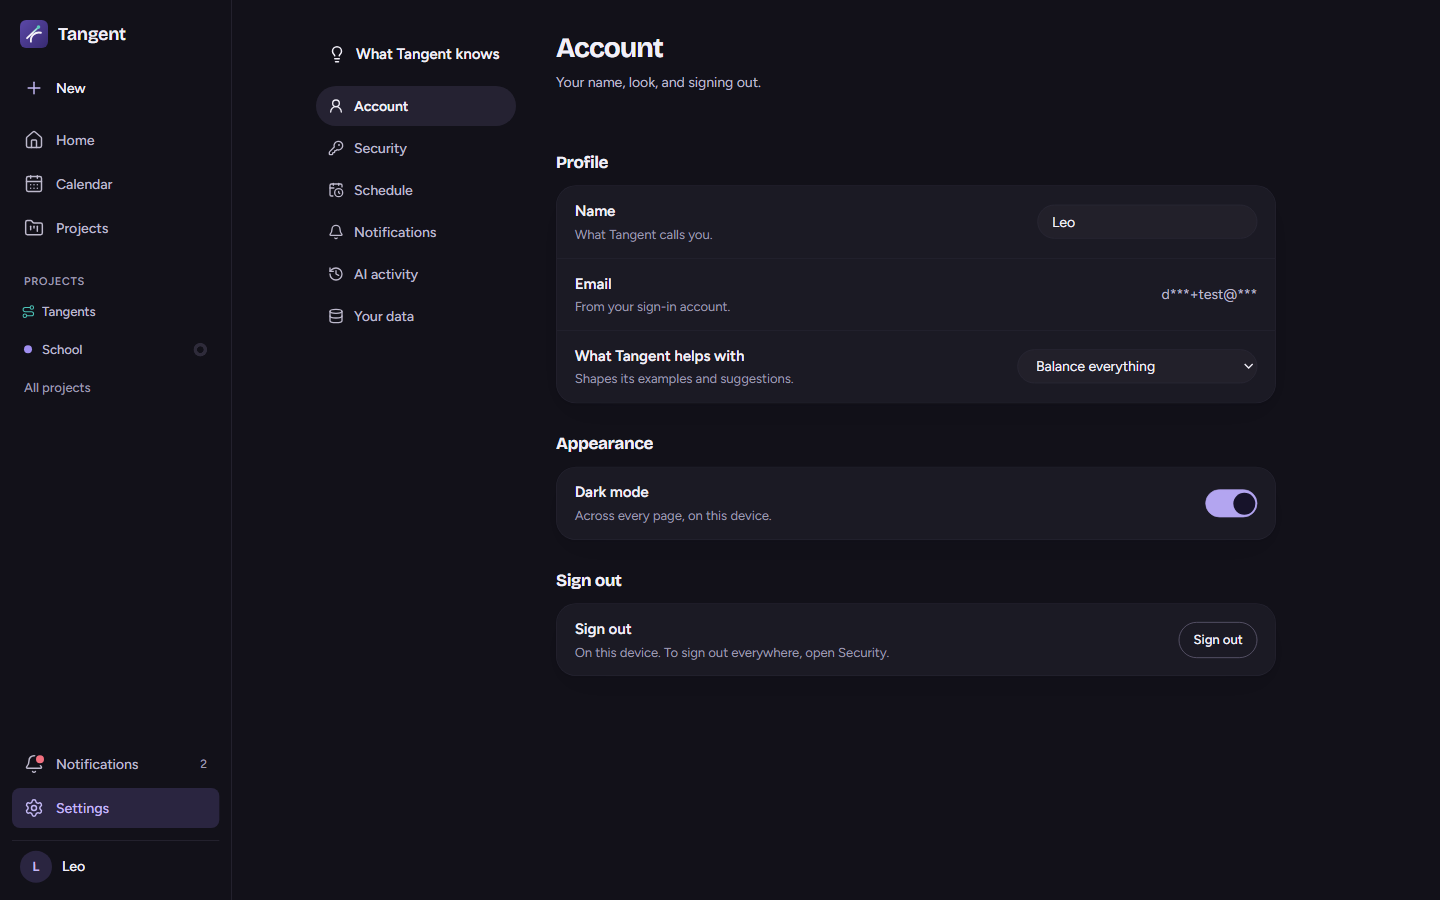 Tangent
New
Home
Calendar
Projects
PROJECTS
Tangents
School
All projects
Notifications 2
Settings
L Leo
What Tangent knows
Account
Security
Schedule
Notifications
AI activity
Your data
Account
Your name, look, and signing out.
Profile
Name
What Tangent calls you.
Leo
Email
From your sign-in account.
d***+test@***
What Tangent helps with
Shapes its examples and suggestions.
Balance everything
Appearance
Dark mode
Across every page, on this device.
Sign out
Sign out
On this device. To sign out everywhere, open Security.
Sign out